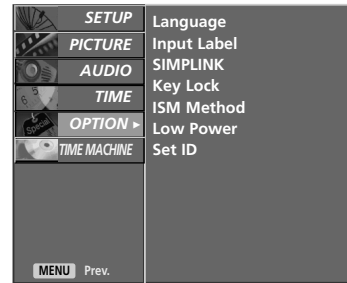 SETUP
PICTURE
AUDIO
TIME
OPTION ►
Special
TIME MACHINE
Language
Input Label
SIMPLINK
Key Lock
ISM Method
Low Power
Set ID
MENU Prev.